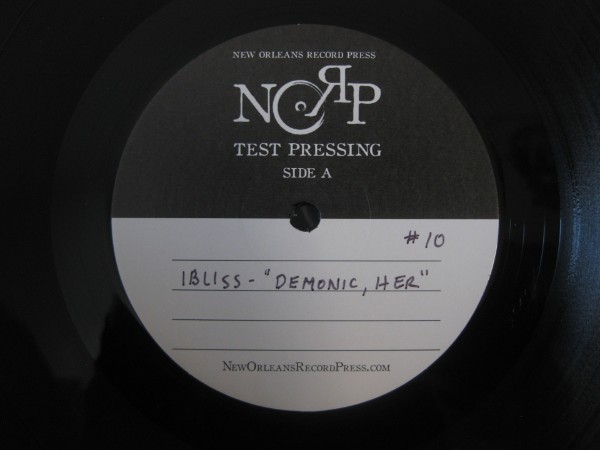 NEW ORLEANS RECORD PRESS
NORP
TEST PRESSING
SIDE A
#10
IBLISS - "DEMONIC, HER"
NEWORLEANSRECORDPRESS.COM